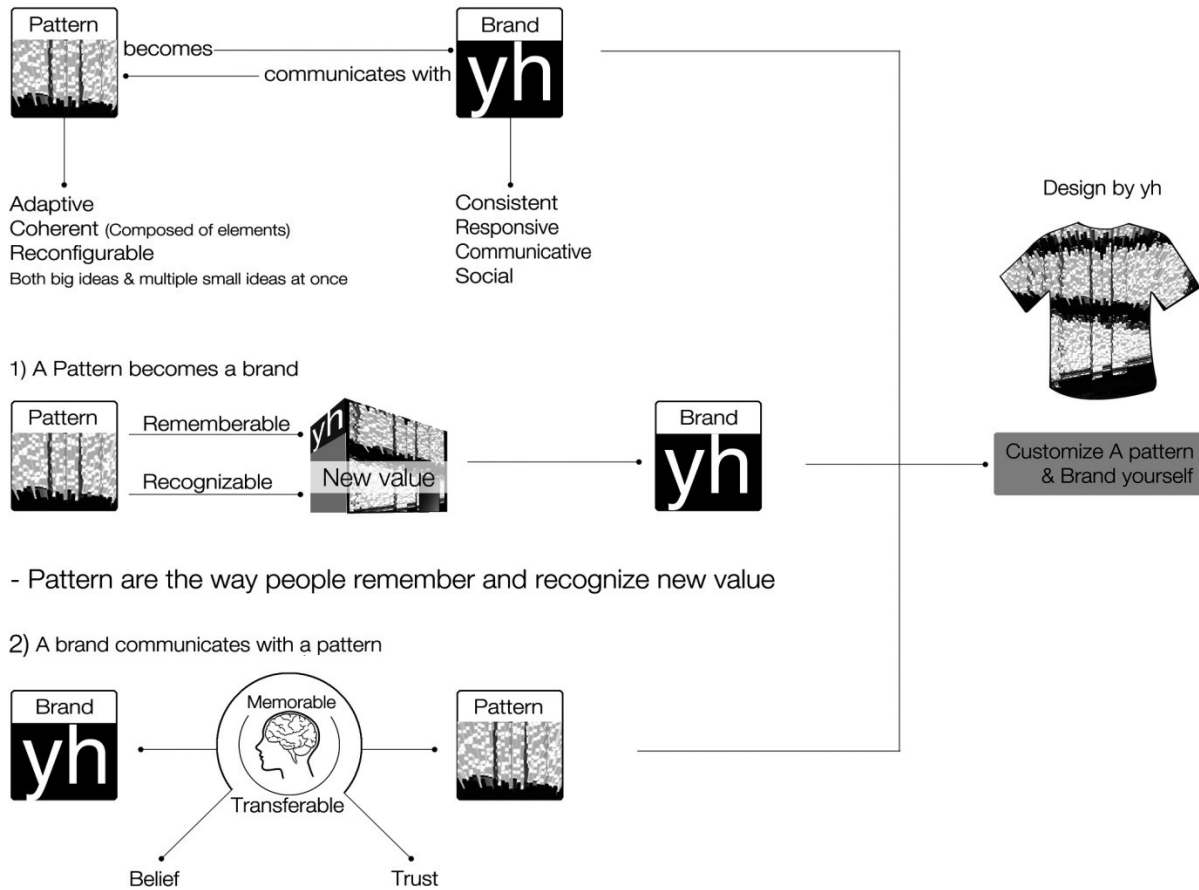 Pattern
becomes
communicates with
Brand
yh
Adaptive
Coherent (Composed of elements)
Reconfigurable
Both big ideas & multiple small ideas at once
Consistent
Responsive
Communicative
Social
Design by yh
1) A Pattern becomes a brand
Pattern
Rememberable
Recognizable
yh
New value
Brand
yh
Customize A pattern
& Brand yourself
- Pattern are the way people remember and recognize new value
2) A brand communicates with a pattern
Brand
yh
Memorable
Transferable
Pattern
Belief
Trust